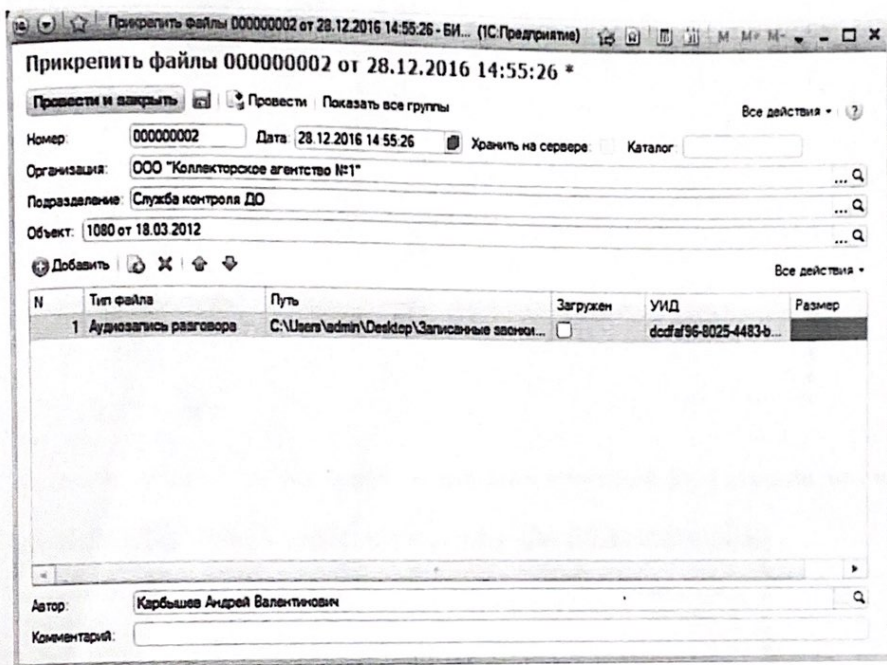 Прикрепить файлы 000000002 от 28.12.2016 14:55:26 - БИ... (1С:Предприятие) M M+ M-
Прикрепить файлы 000000002 от 28.12.2016 14:55:26 *
Провести и закрыть Провести Показать все группы Все действия ?
Номер: 000000002 Дата: 28.12.2016 14:55:26 Хранить на сервере: Каталог:
Организация: ООО "Коллекторское агентство №1" ...
Подразделение: Служба контроля ДО ...
Объект: 1080 от 18.03.2012 ...
Добавить Все действия
N Тип файла Путь Загружен УИД Размер
1 Аудиозапись разговора C:\Users\admin\Desktop\Записанные звонки... dcdfaf96-8025-4483-b...
Автор: Карбышев Андрей Валентинович
Комментарий: